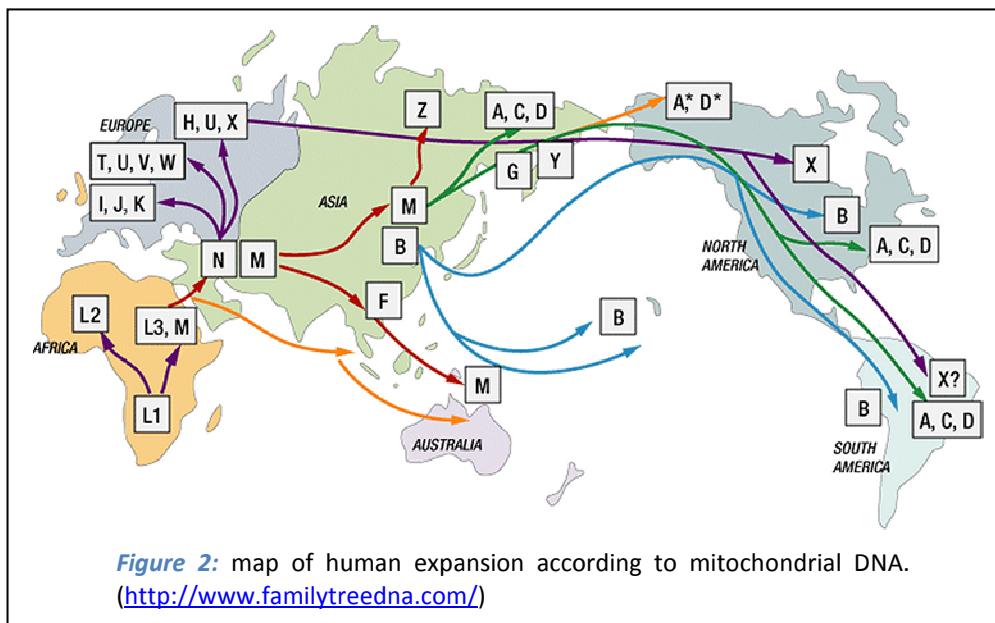 A,* D*
Z
A, C, D
EUROPE
H, U, X
T, U, V, W
G
Y
X
I, J, K
ASIA
M
B
B
NORTH
AMERICA
A, C, D
N
M
F
L2
L3, M
B
AFRICA
X?
M
L1
B
A, C, D
AUSTRALIA
SOUTH
AMERICA
Figure 2: map of human expansion according to mitochondrial DNA.
(http://www.familytreedna.com/)